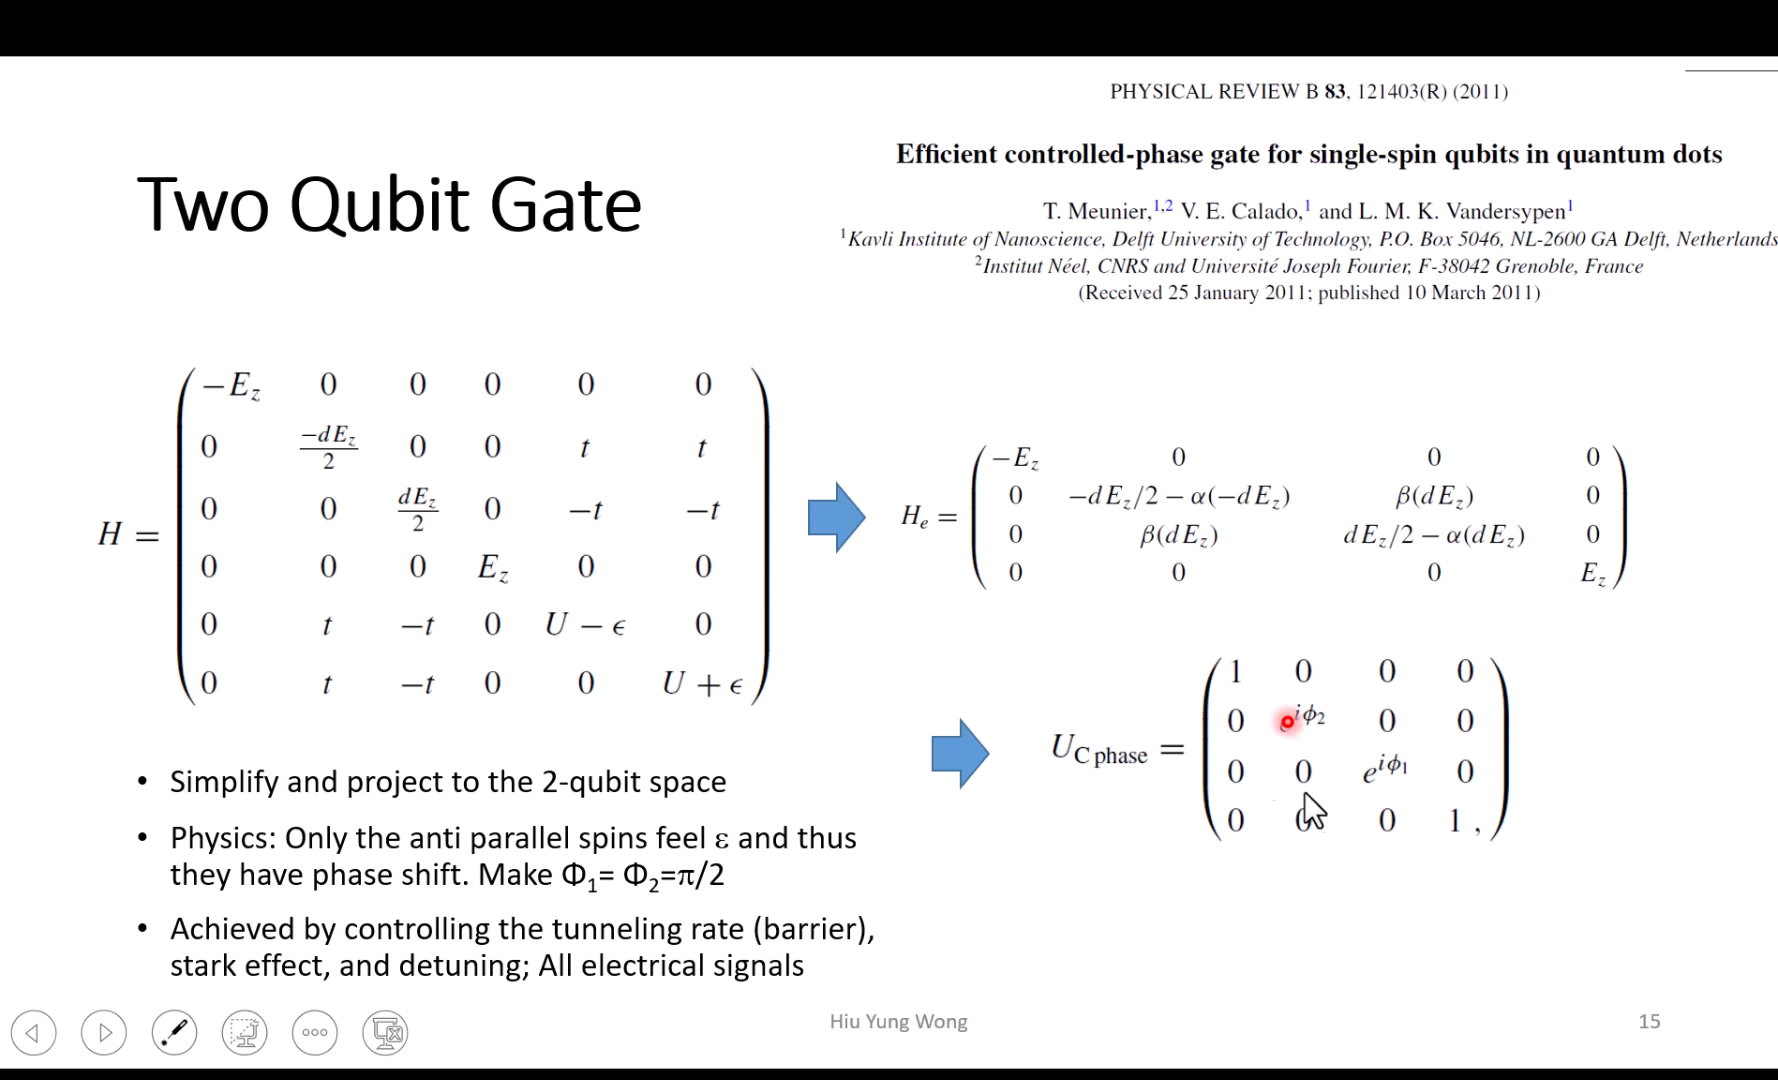 PHYSICAL REVIEW B 83, 121403(R) (2011)
Efficient controlled-phase gate for single-spin qubits in quantum dots
T. Meunier,1,2 V. E. Calado,1 and L. M. K. Vandersypen1
1Kavli Institute of Nanoscience, Delft University of Technology, P.O. Box 5046, NL-2600 GA Delft, Netherlands
2Institut Néel, CNRS and Université Joseph Fourier, F-38042 Grenoble, France
(Received 25 January 2011; published 10 March 2011)
Two Qubit Gate
H =
−Ez 0 0 0 0 0
0 −dEz/2 0 0 t t
0 0 dEz/2 0 −t −t
0 0 0 Ez 0 0
0 t −t 0 U − ϵ 0
0 t −t 0 0 U + ϵ
He =
−Ez 0 0 0
0 −dEz/2 − α(−dEz) β(dEz) 0
0 β(dEz) dEz/2 − α(dEz) 0
0 0 0 Ez
UC phase =
1 0 0 0
0 eiϕ2 0 0
0 0 eiϕ1 0
0 0 0 1 ,
• Simplify and project to the 2-qubit space
• Physics: Only the anti parallel spins feel ε and thus
they have phase shift. Make Φ1= Φ2=π/2
• Achieved by controlling the tunneling rate (barrier),
stark effect, and detuning; All electrical signals
Hiu Yung Wong
15